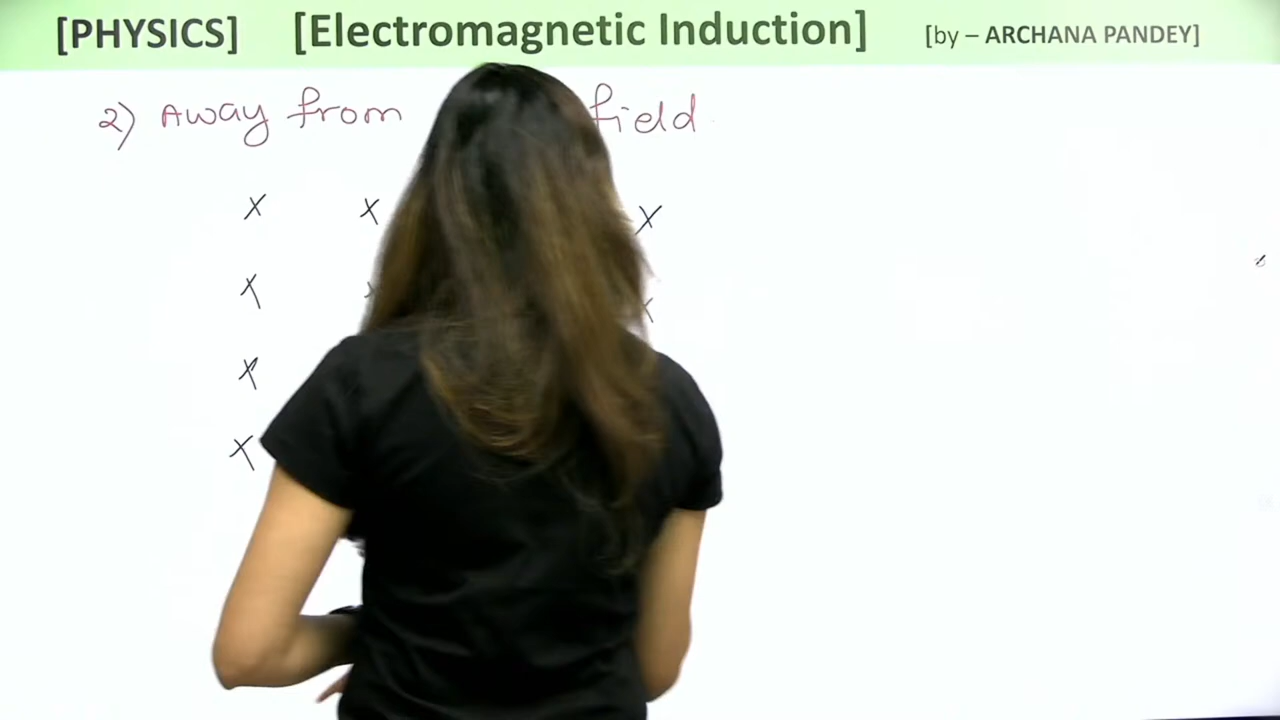 [PHYSICS] [Electromagnetic Induction] [by – ARCHANA PANDEY]
2) Away from field
x x x
x x x
x
x